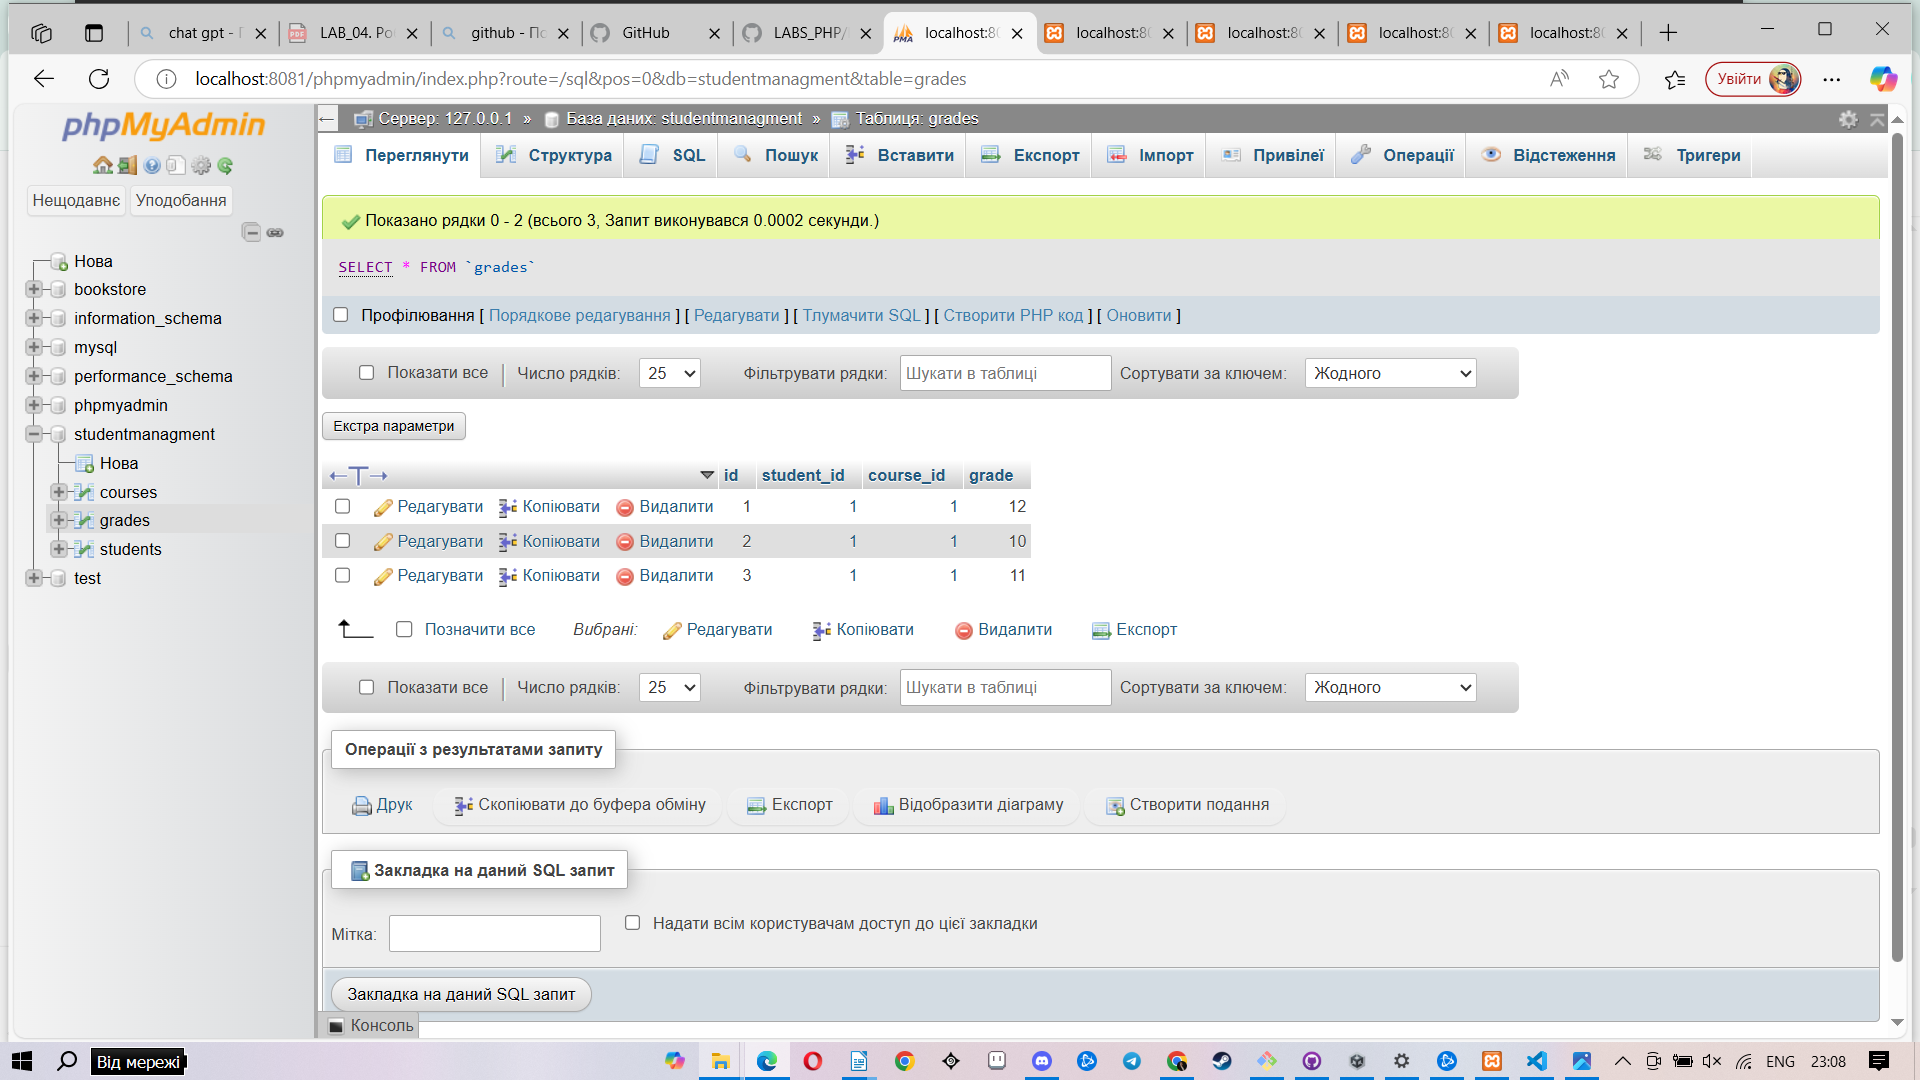 chat gpt - П
LAB_04. Ро
github - По
GitHub
LABS_PHP/
localhost:80
localhost:80
localhost:80
localhost:80
localhost:80
localhost:8081/phpmyadmin/index.php?route=/sql&pos=0&db=studentmanagment&table=grades
Увійти
phpMyAdmin
Нещодавнє
Уподобання
Нова
bookstore
information_schema
mysql
performance_schema
phpmyadmin
studentmanagment
Нова
courses
grades
students
test
Сервер: 127.0.0.1 » База даних: studentmanagment » Таблиця: grades
Переглянути
Структура
SQL
Пошук
Вставити
Експорт
Імпорт
Привілеї
Операції
Відстеження
Тригери
Показано рядки 0 - 2 (всього 3, Запит виконувався 0.0002 секунди.)
SELECT * FROM `grades`
Профілювання [ Порядкове редагування ] [ Редагувати ] [ Тлумачити SQL ] [ Створити PHP код ] [ Оновити ]
Показати все Число рядків: 25 Фільтрувати рядки: Шукати в таблиці Сортувати за ключем: Жодного
Екстра параметри
id student_id course_id grade
Редагувати Копіювати Видалити 1 1 1 12
Редагувати Копіювати Видалити 2 1 1 10
Редагувати Копіювати Видалити 3 1 1 11
Позначити все Вибрані: Редагувати Копіювати Видалити Експорт
Показати все Число рядків: 25 Фільтрувати рядки: Шукати в таблиці Сортувати за ключем: Жодного
Операції з результатами запиту
Друк Скопіювати до буфера обміну Експорт Відобразити діаграму Створити подання
Закладка на даний SQL запит
Мітка: Надати всім користувачам доступ до цієї закладки
Закладка на даний SQL запит
Консоль
Від мережі
ENG 23:08